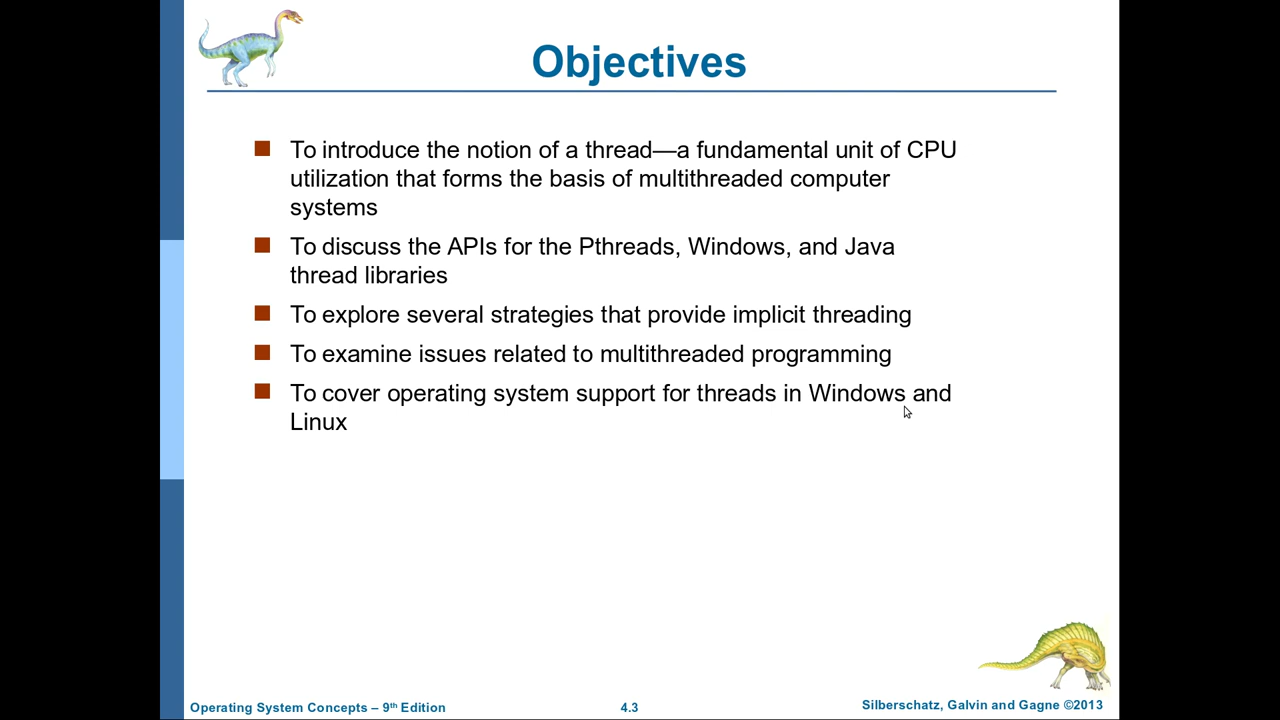 Objectives
To introduce the notion of a thread—a fundamental unit of CPU
utilization that forms the basis of multithreaded computer
systems
To discuss the APIs for the Pthreads, Windows, and Java
thread libraries
To explore several strategies that provide implicit threading
To examine issues related to multithreaded programming
To cover operating system support for threads in Windows and
Linux
Operating System Concepts – 9th Edition
4.3
Silberschatz, Galvin and Gagne ©2013